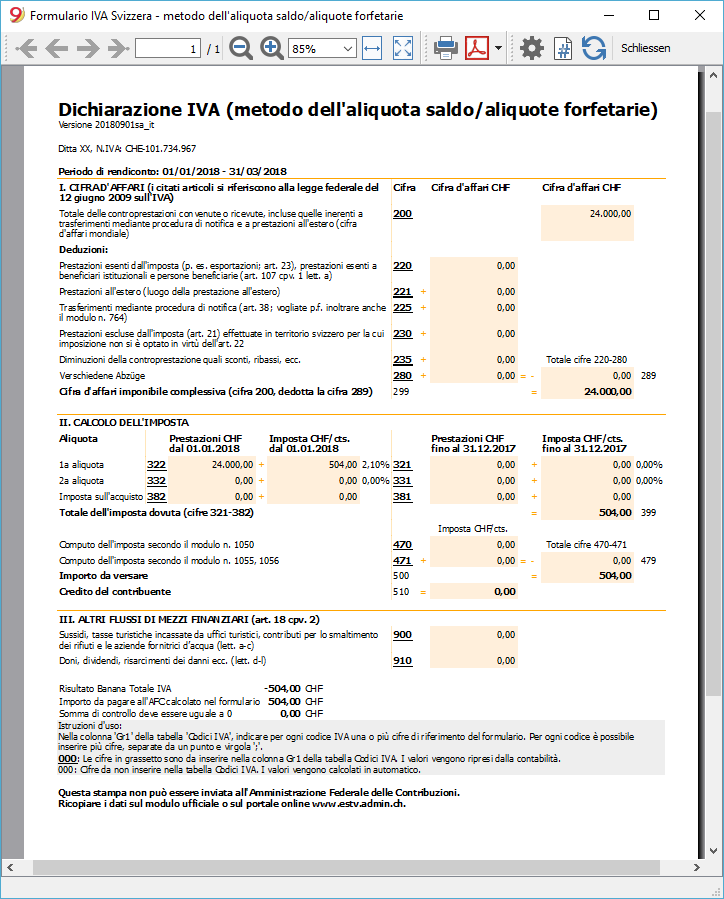 Formulario IVA Svizzera - metodo dell'aliquota saldo/aliquote forfetarie
1 / 1 85% Schliessen
Dichiarazione IVA (metodo dell'aliquota saldo/aliquote forfetarie)
Versione 20180901sa_it
Ditta XX, N.IVA: CHE-101.734.967
Periodo di rendiconto: 01/01/2018 - 31/03/2018
I. CIFRA D'AFFARI (i citati articoli si riferiscono alla legge federale del Cifra Cifra d'affari CHF Cifra d'affari CHF
12 giugno 2009 sull'IVA)
Totale delle controprestazioni convenute o ricevute, incluse quelle inerenti a 200 24.000,00
trasferimenti mediante procedura di notifica e a prestazioni all'estero (cifra
d'affari mondiale)
Deduzioni:
Prestazioni esenti dall'imposta (p. es. esportazioni; art. 23), prestazioni esenti a 220 0,00
beneficiari istituzionali e persone beneficiarie (art. 107 cpv. 1 lett. a)
Prestazioni all'estero (luogo della prestazione all'estero) 221 + 0,00
Trasferimenti mediante procedura di notifica (art. 38; vogliate p.f. inoltrare anche 225 + 0,00
il modulo n. 764)
Prestazioni escluse dall'imposta (art. 21) effettuate in territorio svizzero per la cui 230 + 0,00
imposizione non si è optato in virtù dell'art. 22
Diminuzioni della controprestazione quali sconti, ribassi, ecc. 235 + 0,00 Totale cifre 220-280
Verschiedene Abzüge 280 + 0,00 = - 0,00 289
Cifra d'affari imponibile complessiva (cifra 200, dedotta la cifra 289) 299 = 24.000,00
II. CALCOLO DELL'IMPOSTA
Aliquota Prestazioni CHF Imposta CHF/cts. Prestazioni CHF Imposta CHF/cts.
dal 01.01.2018 dal 01.01.2018 fino al 31.12.2017 fino al 31.12.2017
1a aliquota 322 24.000,00 + 504,00 2,10% 321 0,00 + 0,00 0,00%
2a aliquota 332 0,00 + 0,00 0,00% 331 0,00 + 0,00 0,00%
Imposta sull'acquisto 382 0,00 + 0,00 381 0,00 + 0,00
Totale dell'imposta dovuta (cifre 321-382) = 504,00 399
Imposta CHF/cts.
Computo dell'imposta secondo il modulo n. 1050 470 0,00 Totale cifre 470-471
Computo dell'imposta secondo il modulo n. 1055, 1056 471 + 0,00 = - 0,00 479
Importo da versare 500 = 504,00
Credito del contribuente 510 = 0,00
III. ALTRI FLUSSI DI MEZZI FINANZIARI (art. 18 cpv. 2)
Sussidi, tasse turistiche incassate da uffici turistici, contributi per lo smaltimento 900 0,00
dei rifiuti e le aziende fornitrici d'acqua (lett. a-c)
Doni, dividendi, risarcimenti dei danni ecc. (lett. d-l) 910 0,00
Risultato Banana Totale IVA -504,00 CHF
Importo da pagare all'AFC calcolato nel formulario 504,00 CHF
Somma di controllo deve essere uguale a 0 0,00 CHF
Istruzioni d'uso:
Nella colonna 'Gr1' della tabella 'Codici IVA', indicare per ogni codice IVA una o più cifre di riferimento del formulario. Per ogni codice è possibile
inserire più cifre, separate da un punto e virgola ';'.
000: Le cifre in grassetto sono da inserire nella colonna Gr1 della tabella Codici IVA. I valori vengono ripresi dalla contabilità.
000: Cifre da non inserire nella tabella Codici IVA. I valori vengono calcolati in automatico.
Questa stampa non può essere inviata all'Amministrazione Federale delle Contribuzioni.
Ricopiare i dati sul modulo ufficiale o sul portale online www.estv.admin.ch.